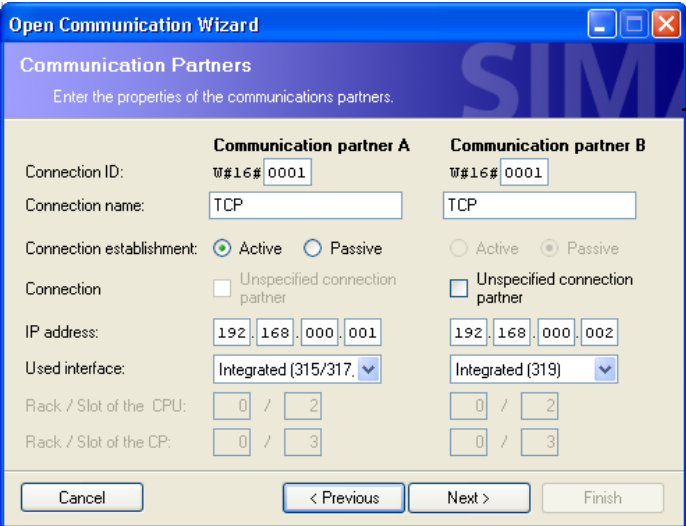 Open Communication Wizard
SIMA
Communication Partners
Enter the properties of the communications partners.
Communication partner A Communication partner B
Connection ID: W#16# 0001 W#16# 0001
Connection name: TCP TCP
Connection establishment: Active Passive Active Passive
Connection Unspecified connection partner Unspecified connection partner
IP address: 192 . 168 . 000 . 001 192 . 168 . 000 . 002
Used interface: Integrated (315/317. Integrated (319)
Rack / Slot of the CPU: 0 / 2 0 / 2
Rack / Slot of the CP: 0 / 3 0 / 3
Cancel < Previous Next > Finish